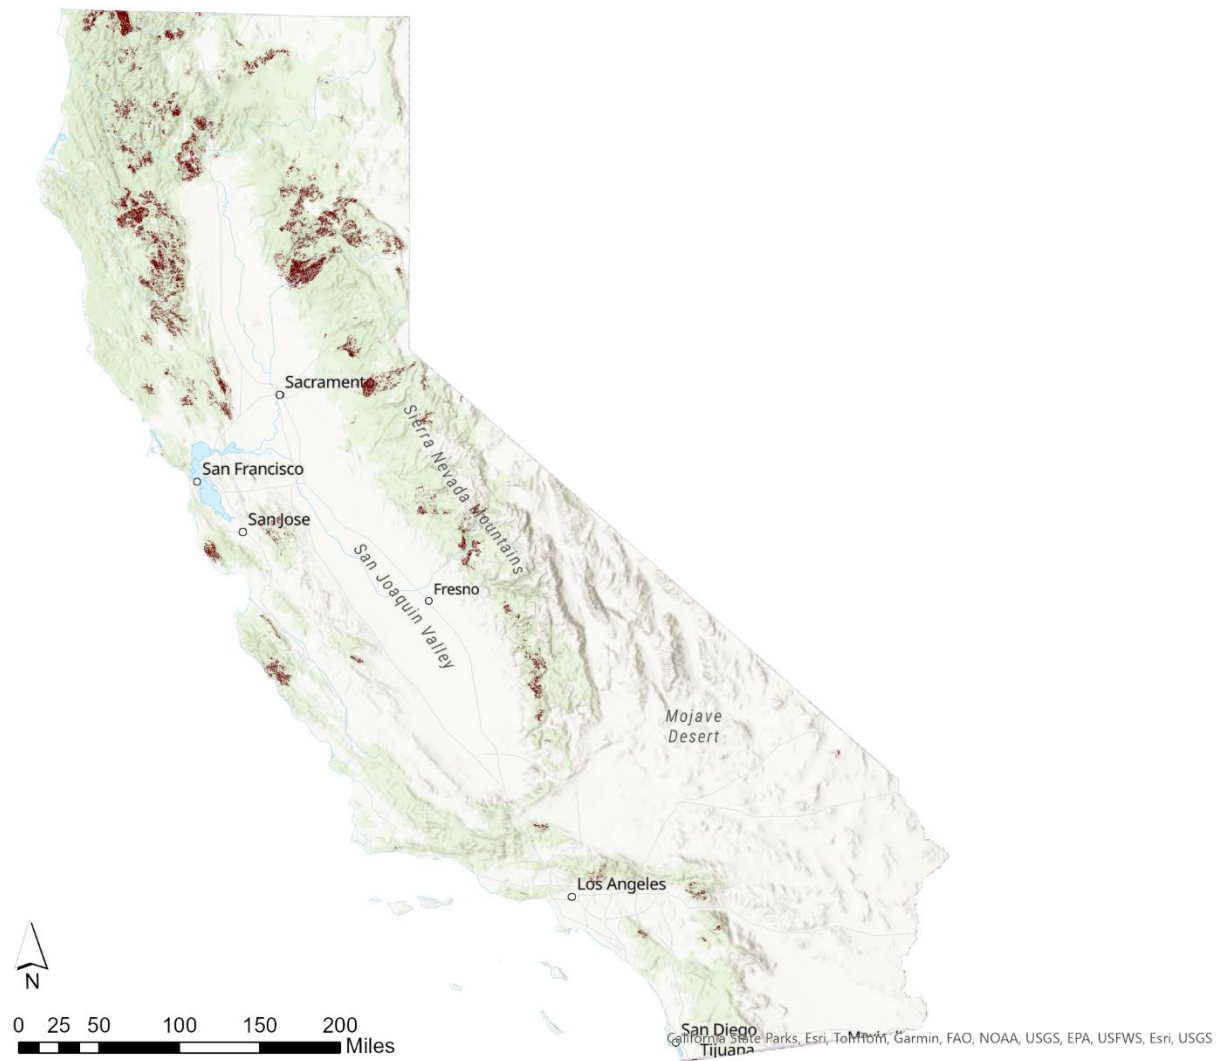 Sacramento
Sierra Nevada Mountains
San Francisco
San Jose
San Joaquin Valley
Fresno
Mojave
Desert
Los Angeles
N
0 25 50 100 150 200
Miles
San Diego
Tijuana
California State Parks, Esri, TomTom, Garmin, FAO, NOAA, USGS, EPA, USFWS, Esri, USGS